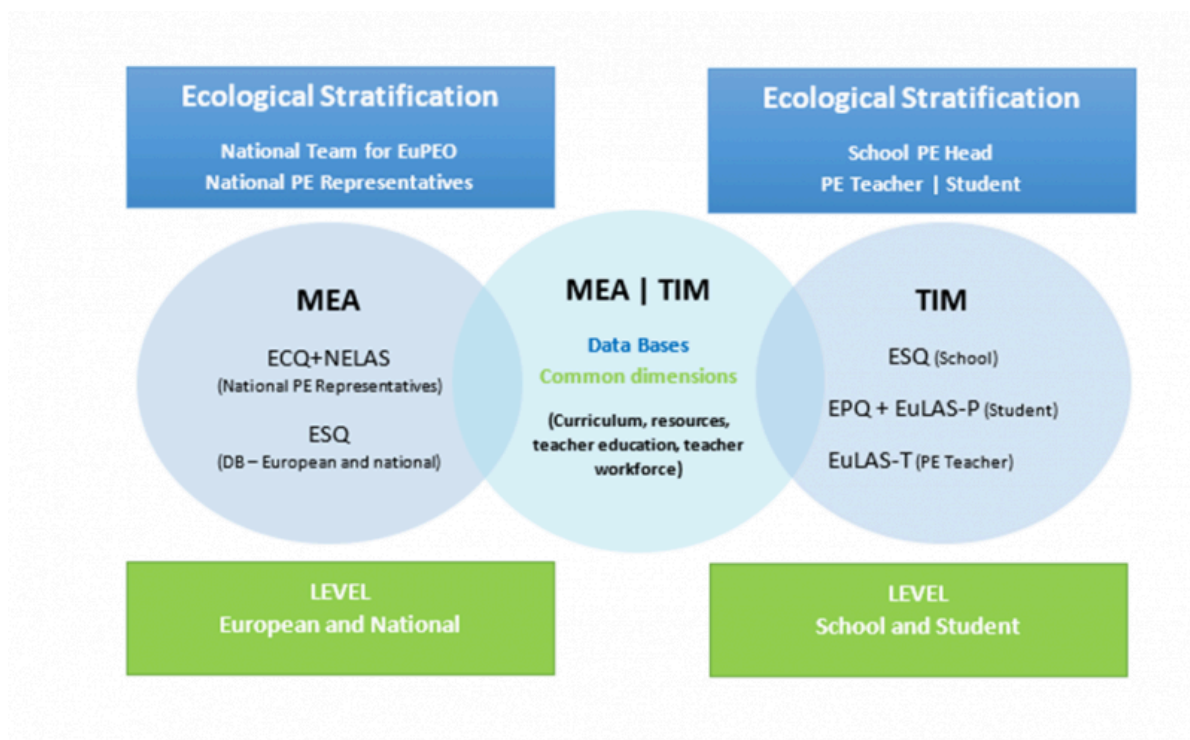 Ecological Stratification
National Team for EuPEO
National PE Representatives
Ecological Stratification
School PE Head
PE Teacher | Student
MEA
ECQ+NELAS
(National PE Representatives)
ESQ
(DB – European and national)
MEA | TIM
Data Bases
Common dimensions
(Curriculum, resources,
teacher education, teacher
workforce)
TIM
ESQ (School)
EPQ + EuLAS-P (Student)
EuLAS-T (PE Teacher)
LEVEL
European and National
LEVEL
School and Student